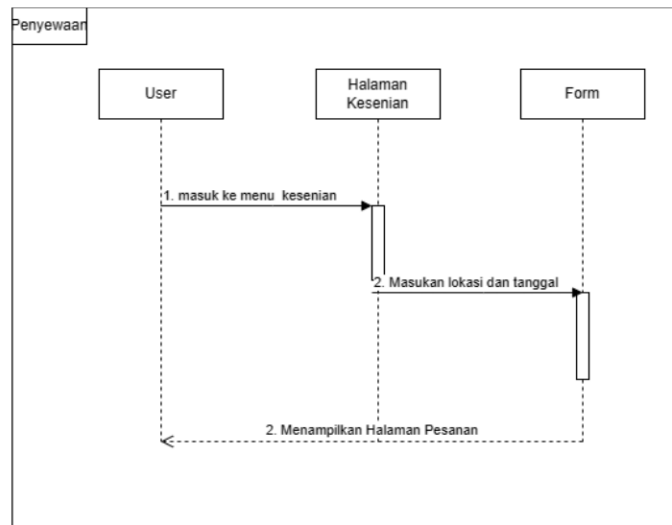 Penyewaan
User
Halaman
Kesenian
Form
1. masuk ke menu kesenian
2. Masukan lokasi dan tanggal
2. Menampilkan Halaman Pesanan